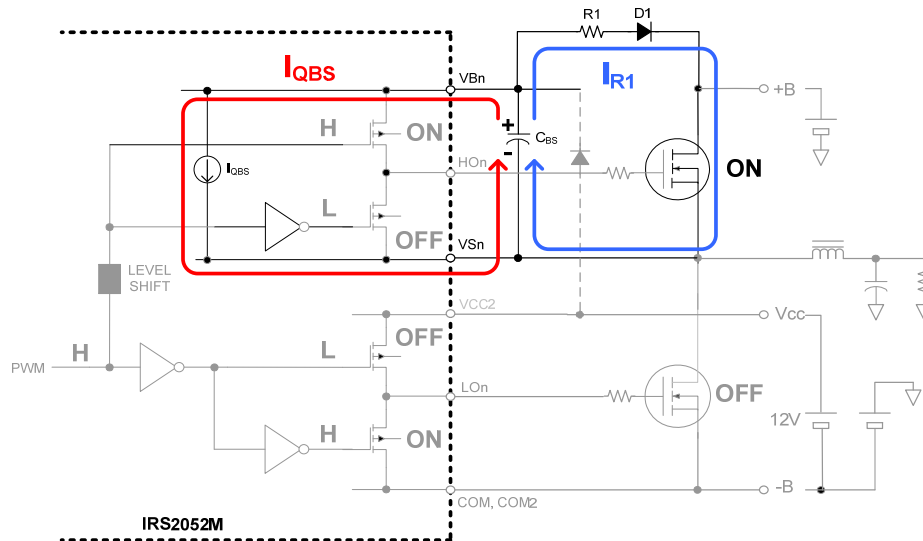 R1
D1
IQBS
VBn
IR1
+B
H
ON
+
CBS
-
HOn
IQBS
ON
L
OFF
VSn
LEVEL
SHIFT
VCC2
Vcc
OFF
H
L
PWM
LOn
OFF
12V
H
ON
-B
COM, COM2
IRS2052M